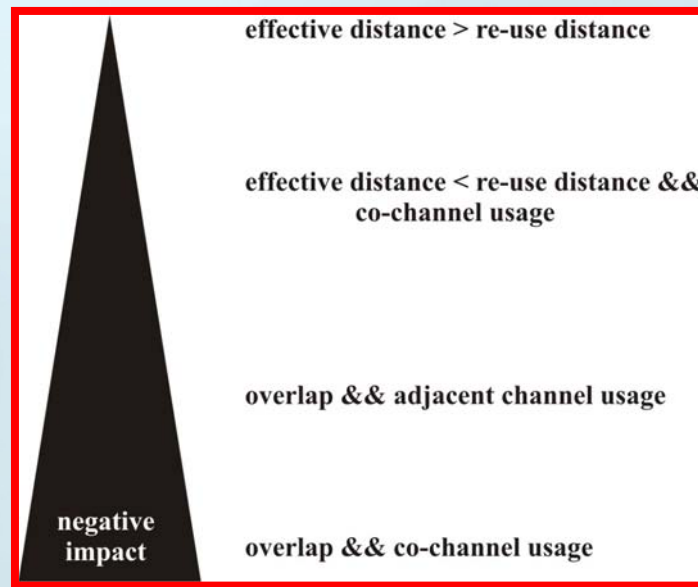 effective distance > re-use distance
effective distance < re-use distance &&
co-channel usage
overlap && adjacent channel usage
negative
impact
overlap && co-channel usage